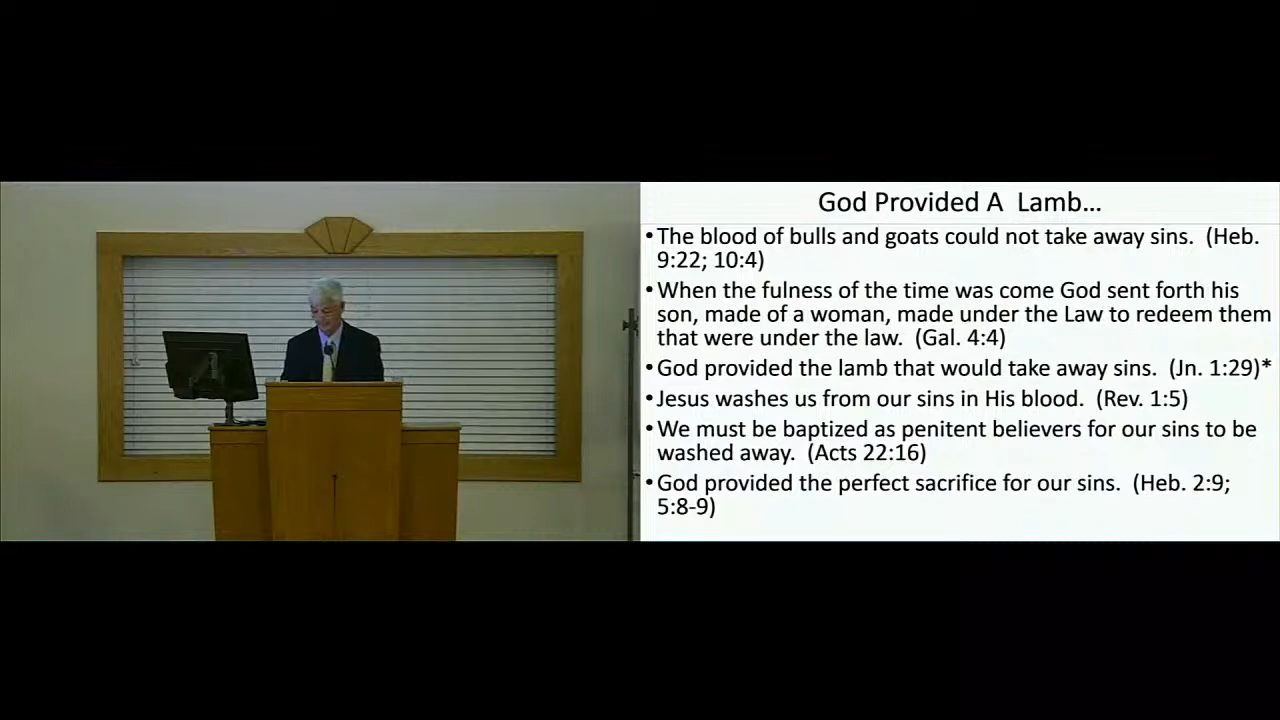 God Provided A  Lamb…
•The blood of bulls and goats could not take away sins.  (Heb.
9:22; 10:4)
•When the fulness of the time was come God sent forth his
son, made of a woman, made under the Law to redeem them
that were under the law.  (Gal. 4:4)
•God provided the lamb that would take away sins.  (Jn. 1:29)*
•Jesus washes us from our sins in His blood.  (Rev. 1:5)
•We must be baptized as penitent believers for our sins to be
washed away.  (Acts 22:16)
•God provided the perfect sacrifice for our sins.  (Heb. 2:9;
5:8-9)